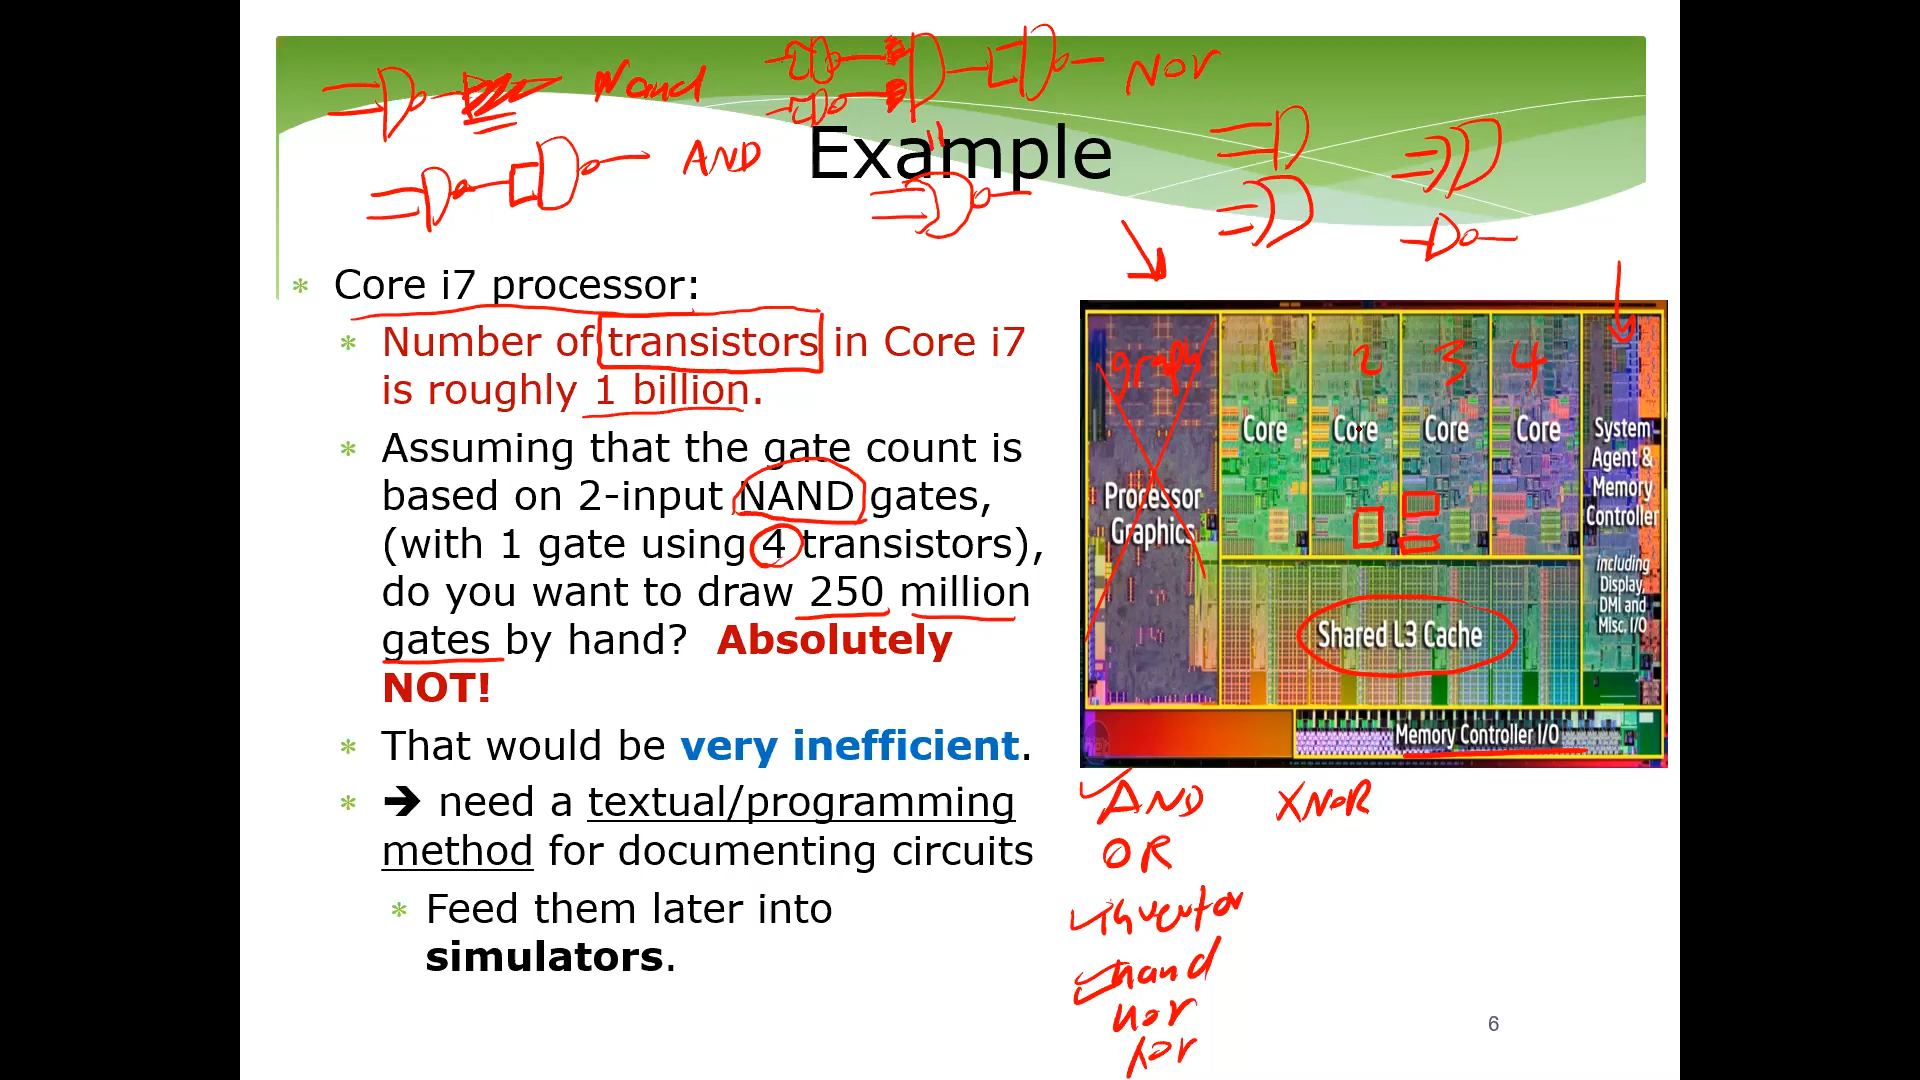 Nand
Nor
AND
Example
* Core i7 processor:
* Number of transistors in Core i7
is roughly 1 billion.
* Assuming that the gate count is
based on 2-input NAND gates,
(with 1 gate using 4 transistors),
do you want to draw 250 million
gates by hand? Absolutely
NOT!
* That would be very inefficient.
* → need a textual/programming
method for documenting circuits
* Feed them later into
simulators.
graph
1 2 3 4
Processor
Graphics
Core
Core
Core
Core
System
Agent &
Memory
Controller
including
Display,
DMI and
Misc. I/O
Shared L3 Cache
Memory Controller I/O
AND
XNOR
OR
Invertor
nand
nor
xor
6